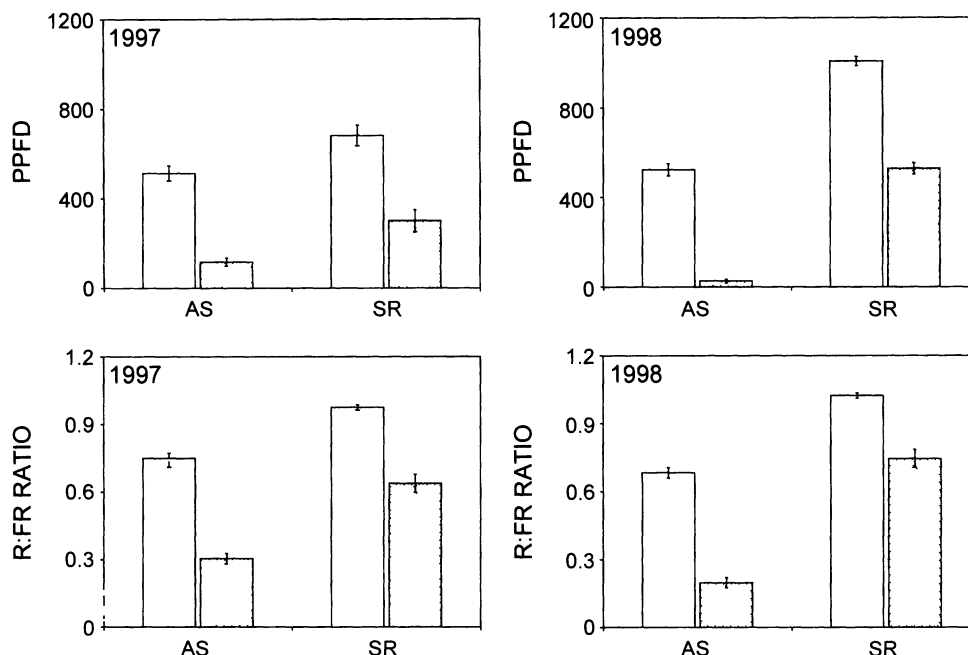 1997
PPFD
1200
800
400
0
AS SR
1998
PPFD
1200
800
400
0
AS SR
1997
R:FR RATIO
1.2
0.9
0.6
0.3
0
AS SR
1998
R:FR RATIO
1.2
0.9
0.6
0.3
0
AS SR